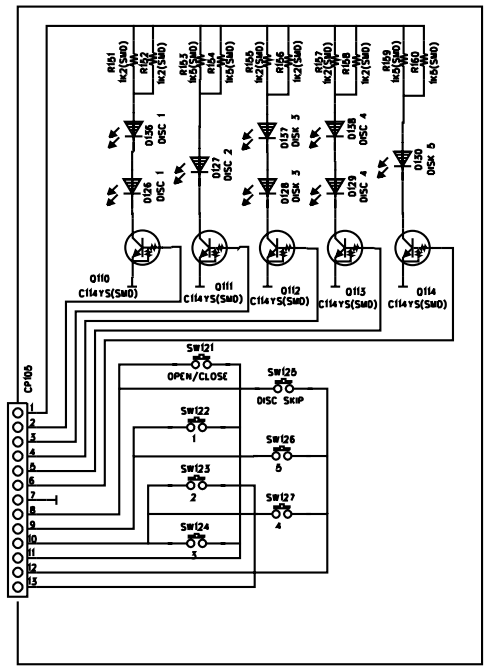 R151
1K2(SMD)
R152
1K2(SMD)
R153
1K5(SMD)
R154
1K5(SMD)
R155
1K2(SMD)
R156
1K2(SMD)
R157
1K2(SMD)
R158
1K2(SMD)
R159
1K5(SMD)
R160
1K5(SMD)
D136
DISC 1
D137
DISK 3
D138
DISC 4
D127
DISC 2
D130
DISK 5
D126
DISC 1
D128
DISK 3
D129
DISC 4
Q110
C114YS(SMD)
Q111
C114YS(SMD)
Q112
C114YS(SMD)
Q113
C114YS(SMD)
Q114
C114YS(SMD)
CP105
1
2
3
4
5
6
7
8
9
10
11
12
13
SW121
OPEN/CLOSE
SW125
DISC SKIP
SW122
1
SW126
5
SW123
2
SW127
4
SW124
3